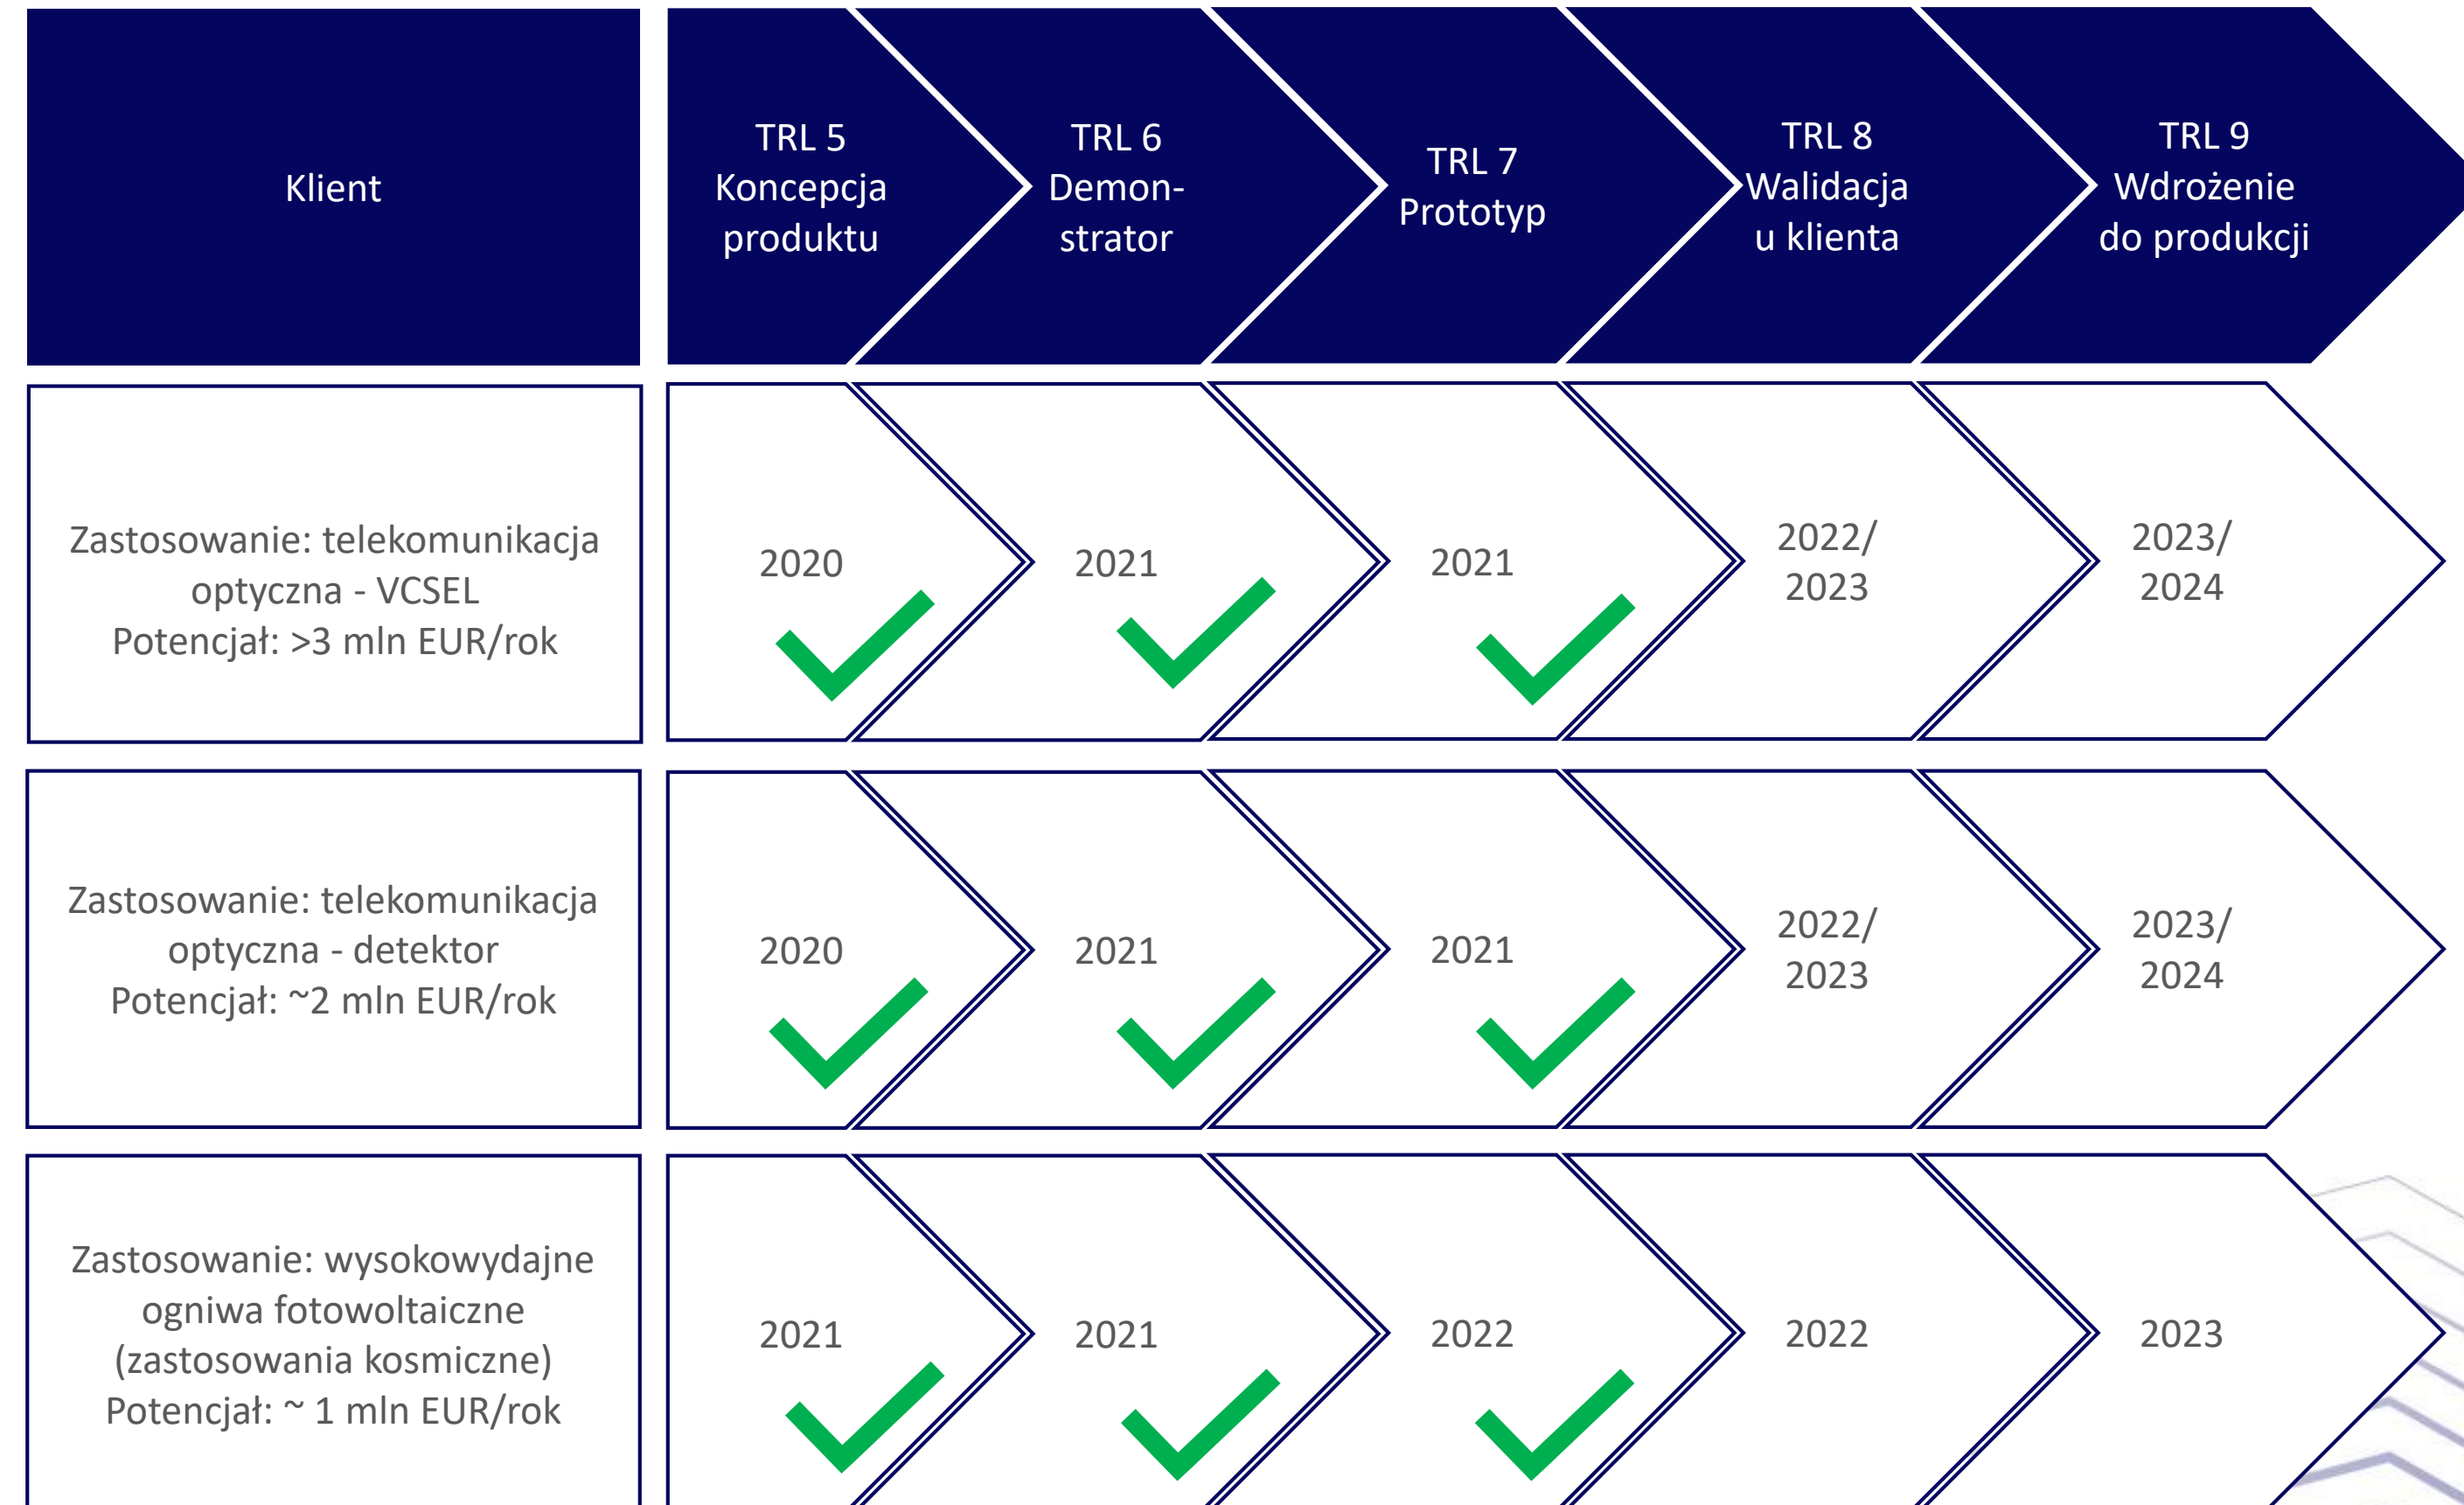 Klient
TRL 5
Koncepcja
produktu
TRL 6
Demon-
strator
TRL 7
Prototyp
TRL 8
Walidacja
u klienta
TRL 9
Wdrożenie
do produkcji
Zastosowanie: telekomunikacja
optyczna - VCSEL
Potencjał: >3 mln EUR/rok
2020
2021
2021
2022/
2023
2023/
2024
Zastosowanie: telekomunikacja
optyczna - detektor
Potencjał: ~2 mln EUR/rok
2020
2021
2021
2022/
2023
2023/
2024
Zastosowanie: wysokowydajne
ogniwa fotowoltaiczne
(zastosowania kosmiczne)
Potencjał: ~ 1 mln EUR/rok
2021
2021
2022
2022
2023